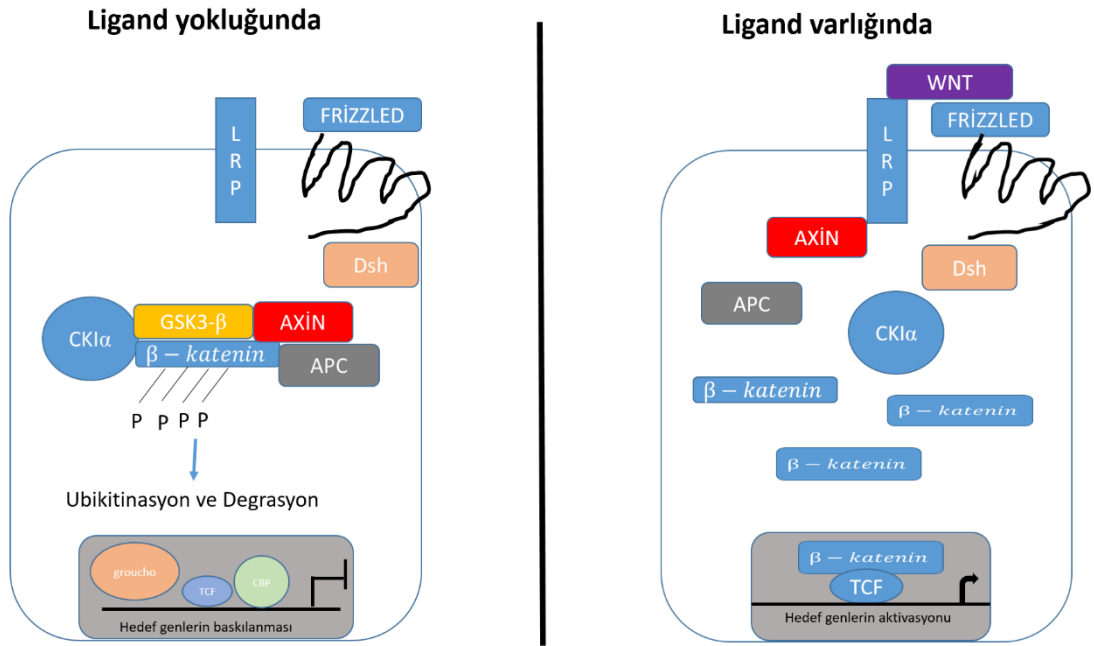 Ligand yokluğunda
L
R
P
FRİZZLED
Dsh
CKIα
GSK3-β
AXİN
β − katenin
APC
P P P P
Ubikitinasyon ve Degrasyon
groucho
TCF
CBP
Hedef genlerin baskılanması
Ligand varlığında
WNT
L
R
P
FRİZZLED
AXİN
Dsh
APC
CKIα
β − katenin
β − katenin
β − katenin
β − katenin
TCF
Hedef genlerin aktivasyonu